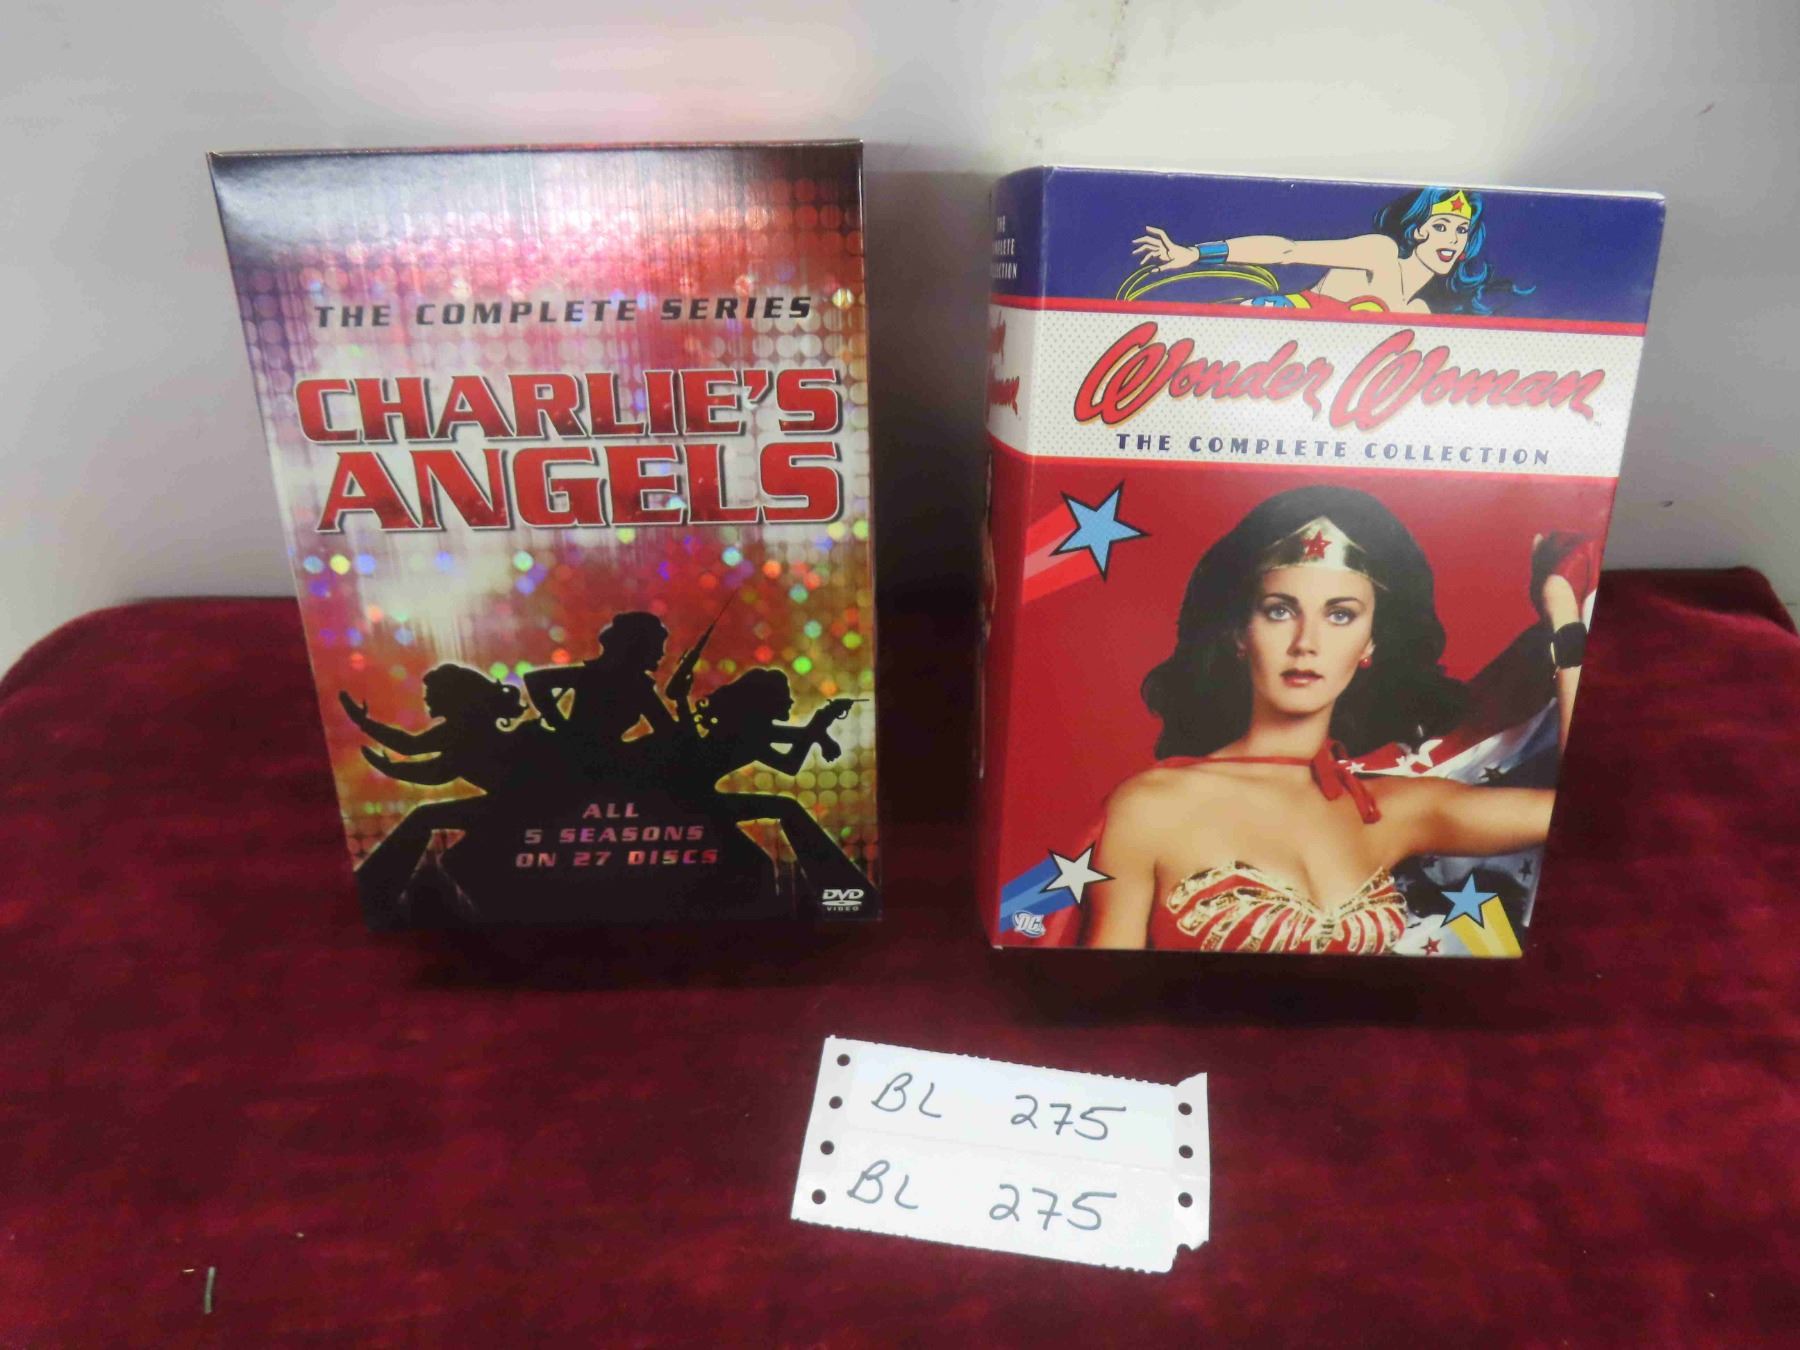 THE COMPLETE SERIES
CHARLIE'S
ANGELS
ALL
5 SEASONS
ON 27 DISCS
DVD
VIDEO
THE
COMPLETE
COLLECTION
Wonder Woman™
THE COMPLETE COLLECTION
DC
BL 275
BL 275